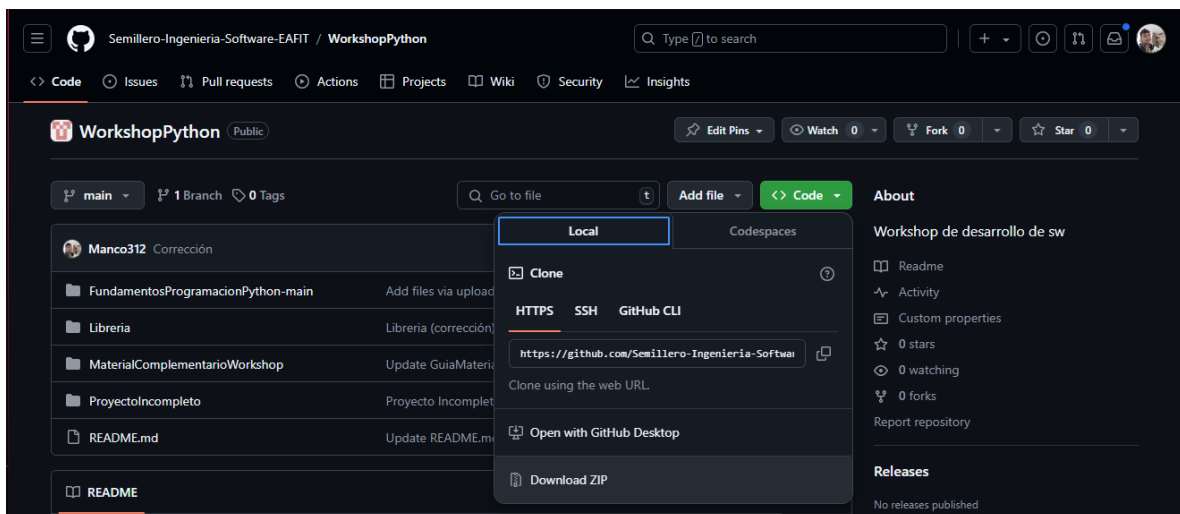 Semillero-Ingenieria-Software-EAFIT / WorkshopPython
Type / to search
Code Issues Pull requests Actions Projects Wiki Security Insights
WorkshopPython Public
Edit Pins Watch 0 Fork 0 Star 0
main 1 Branch 0 Tags
Go to file t Add file Code
Manco312 Corrección
FundamentosProgramacionPython-main Add files via upload
Libreria Libreria (corrección)
MaterialComplementarioWorkshop Update GuiaMateria
ProyectoIncompleto Proyecto Incomplet
README.md Update README.m
README
Local Codespaces
Clone
HTTPS SSH GitHub CLI
https://github.com/Semillero-Ingenieria-Softwa
Clone using the web URL.
Open with GitHub Desktop
Download ZIP
About
Workshop de desarrollo de sw
Readme
Activity
Custom properties
0 stars
0 watching
0 forks
Report repository
Releases
No releases published